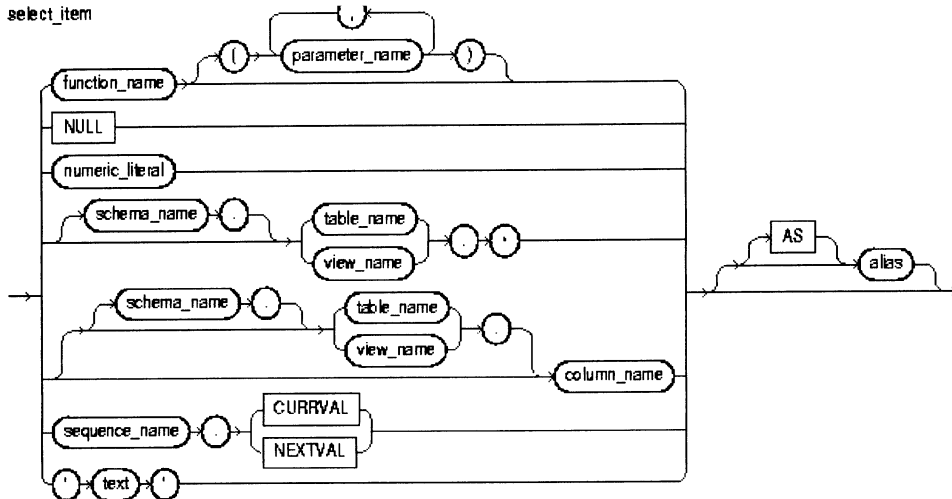 select_item
,
( parameter_name )
function_name
NULL
numeric_literal
schema_name . table_name
view_name . *
AS
alias
schema_name . table_name
view_name .
column_name
sequence_name . CURRVAL
NEXTVAL
' text '